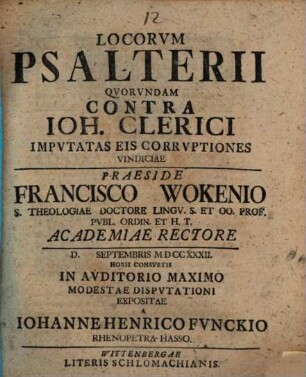 12
LOCORVM
PSALTERII
QVORVNDAM
CONTRA
IOH. CLERICI
IMPVTATAS EIS CORRVPTIONES
VINDICIAE
PRAESIDE
FRANCISCO WOKENIO
S. THEOLOGIAE DOCTORE LINGV. S. ET OO. PROF.
PVBL. ORDIN. ET H. T.
ACADEMIAE RECTORE
D. SEPTEMBRIS M D CC XXXII.
HORIS CONSVETIS
IN AVDITORIO MAXIMO
MODESTAE DISPVTATIONI
EXPOSITAE
A
IOHANNE HENRICO FVNCKIO
RHENOPETRA-HASSO.
WITTENBERGAE
LITERIS SCHLOMACHIANIS.